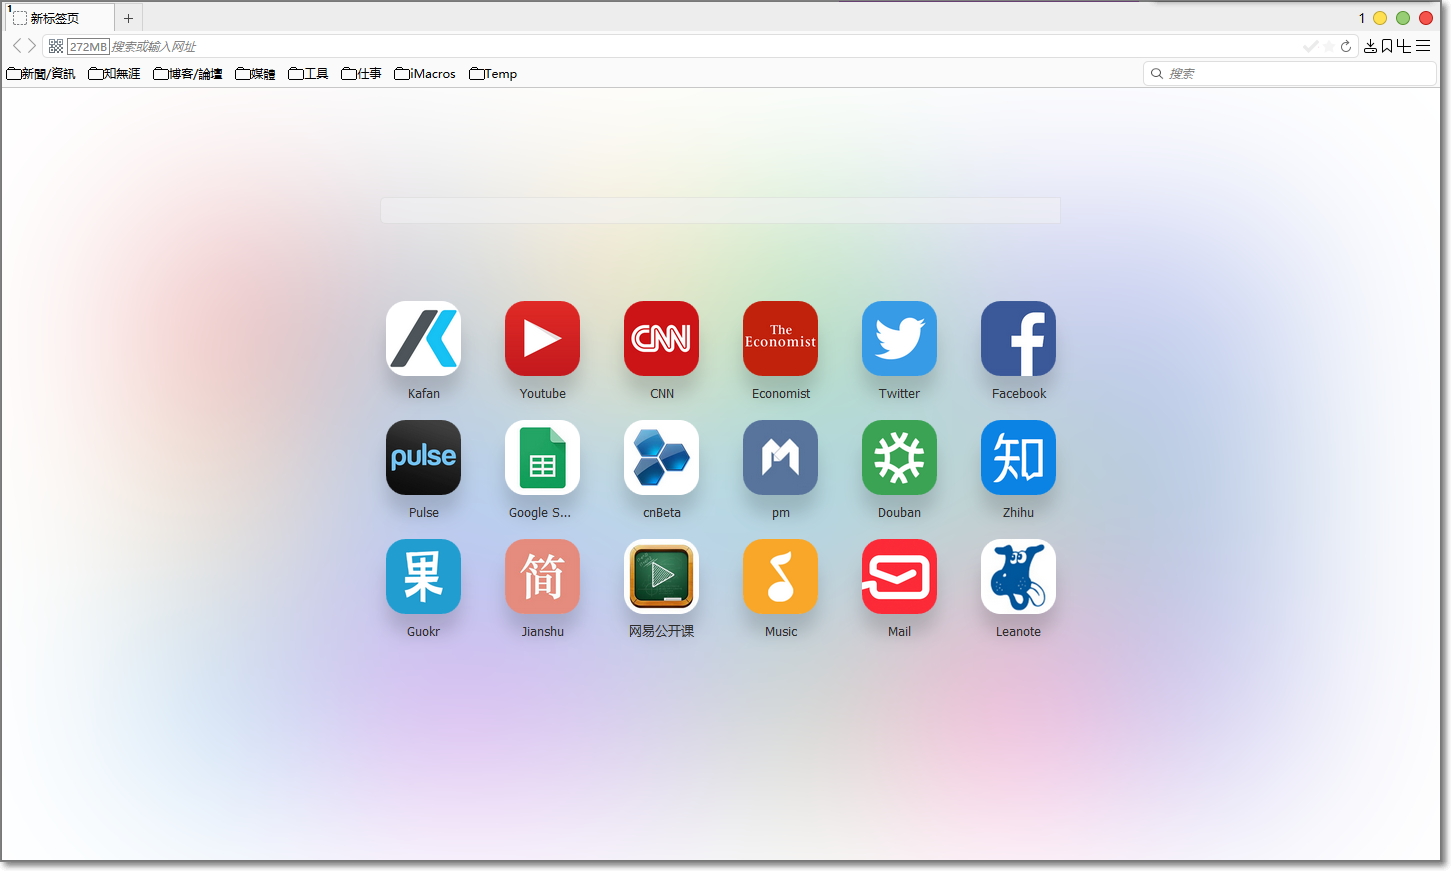 1
新标签页
+
1
272MB 搜索或输入网址
新聞/資訊 知無涯 博客/論壇 媒體 工具 仕事 iMacros Temp
搜索
CNN
The
Economist
Kafan Youtube CNN Economist Twitter Facebook
pulse
知
Pulse Google S... cnBeta pm Douban Zhihu
果 简
Guokr Jianshu 网易公开课 Music Mail Leanote